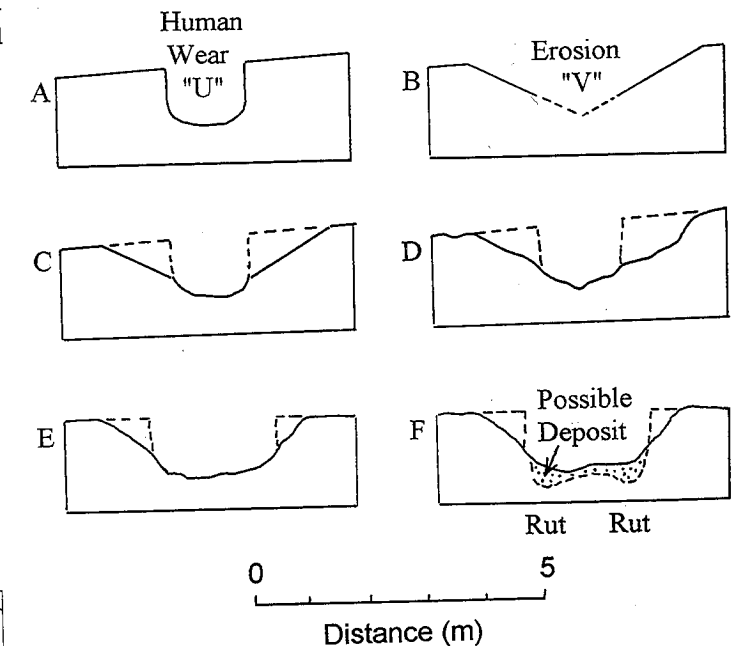 Human
Wear
"U"
A
Erosion
"V"
B
C
D
E
F
Possible
Deposit
Rut Rut
0 5
Distance (m)